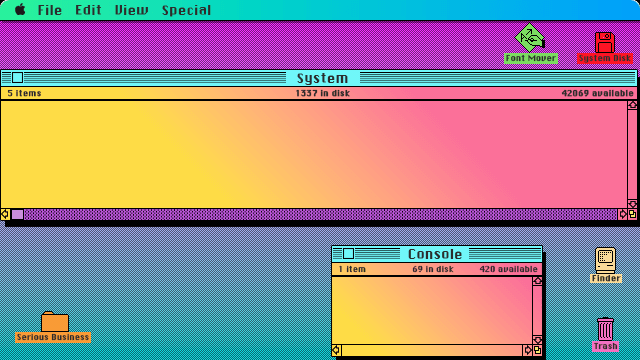 File Edit View Special
Font Mover
System Disk
System
5 items 1337 in disk 42069 available
Console
1 item 69 in disk 420 available
Finder
Serious Business
Trash